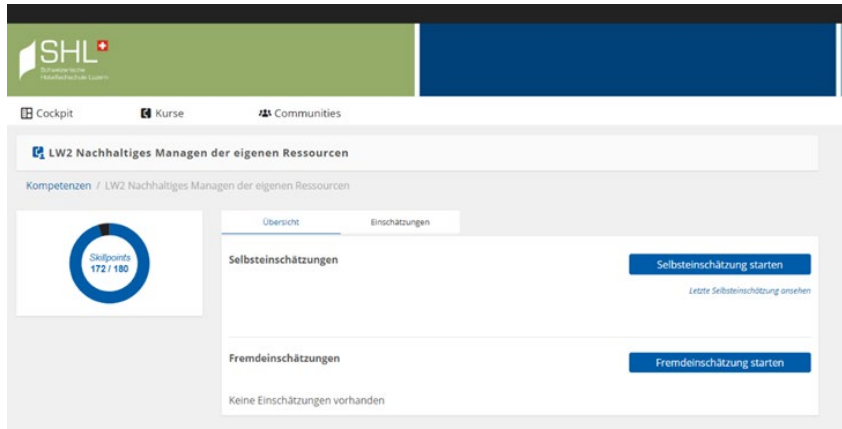 SHL
Schweizerische
Hotelfachschule Luzern
Cockpit
Kurse
Communities
LW2 Nachhaltiges Managen der eigenen Ressourcen
Kompetenzen / LW2 Nachhaltiges Managen der eigenen Ressourcen
Skillpoints
172 / 180
Übersicht
Einschätzungen
Selbsteinschätzungen
Selbsteinschätzung starten
Letzte Selbsteinschätzung ansehen
Fremdeinschätzungen
Fremdeinschätzung starten
Keine Einschätzungen vorhanden